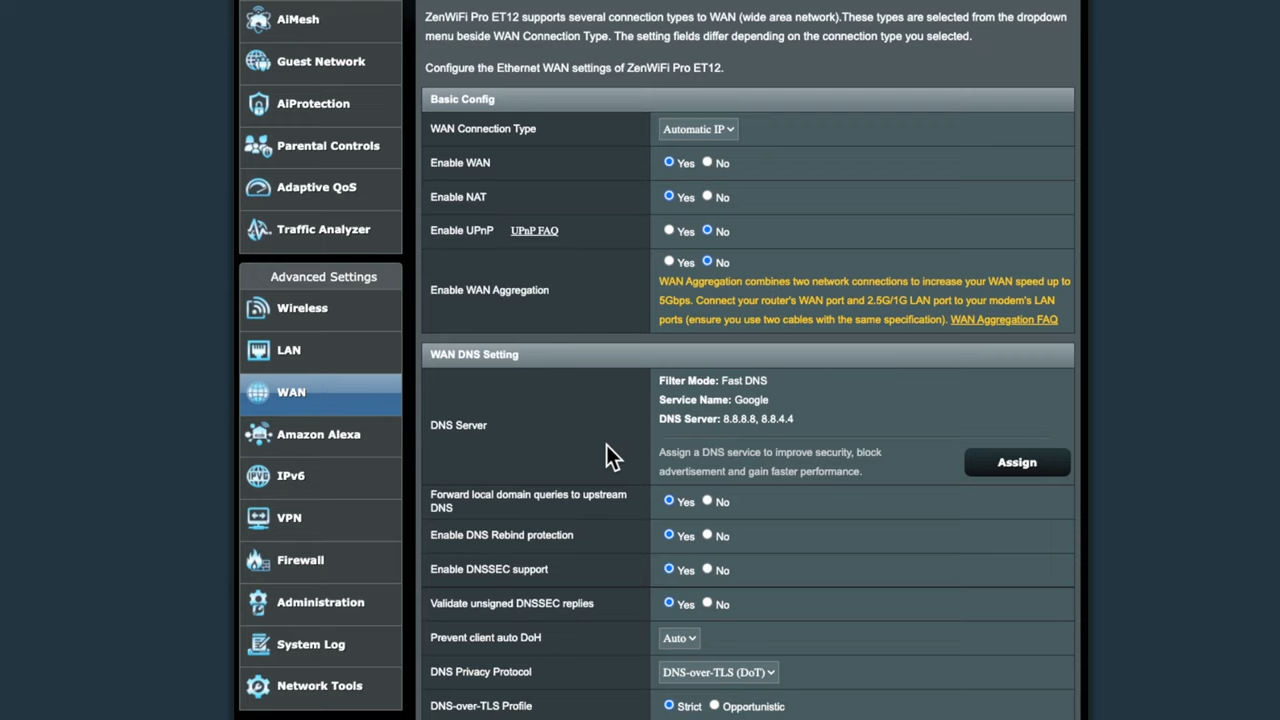 AiMesh
Guest Network
AiProtection
Parental Controls
Adaptive QoS
Traffic Analyzer
Advanced Settings
Wireless
LAN
WAN
Amazon Alexa
IPv6
VPN
Firewall
Administration
System Log
Network Tools
ZenWiFi Pro ET12 supports several connection types to WAN (wide area network).These types are selected from the dropdown
menu beside WAN Connection Type. The setting fields differ depending on the connection type you selected.
Configure the Ethernet WAN settings of ZenWiFi Pro ET12.
Basic Config
WAN Connection Type Automatic IP
Enable WAN Yes No
Enable NAT Yes No
Enable UPnP UPnP FAQ Yes No
Enable WAN Aggregation Yes No
WAN Aggregation combines two network connections to increase your WAN speed up to
5Gbps. Connect your router's WAN port and 2.5G/1G LAN port to your modem's LAN
ports (ensure you use two cables with the same specification). WAN Aggregation FAQ
WAN DNS Setting
DNS Server
Filter Mode: Fast DNS
Service Name: Google
DNS Server: 8.8.8.8, 8.8.4.4
Assign a DNS service to improve security, block
advertisement and gain faster performance.
Assign
Forward local domain queries to upstream
DNS
Yes No
Enable DNS Rebind protection Yes No
Enable DNSSEC support Yes No
Validate unsigned DNSSEC replies Yes No
Prevent client auto DoH Auto
DNS Privacy Protocol DNS-over-TLS (DoT)
DNS-over-TLS Profile Strict Opportunistic